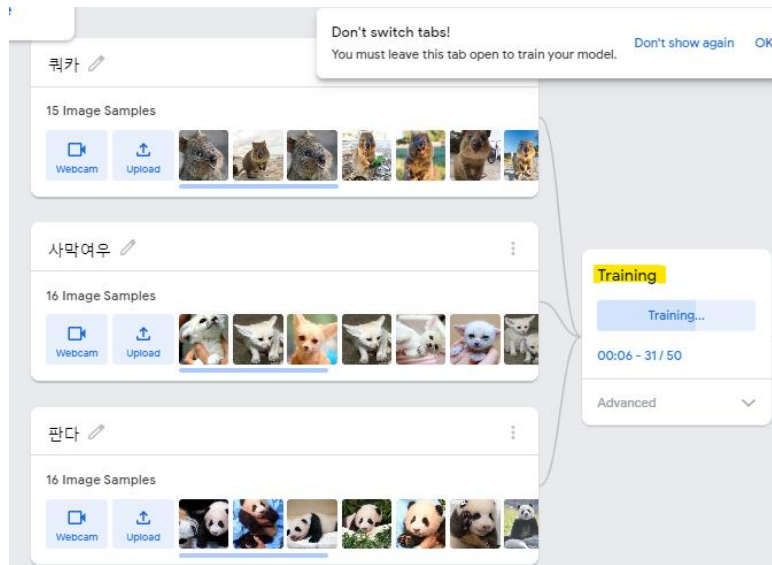 Don't switch tabs!
You must leave this tab open to train your model.
Don't show again
OK
쿼카
15 Image Samples
Webcam
Upload
사막여우
16 Image Samples
Webcam
Upload
판다
16 Image Samples
Webcam
Upload
Training
Training...
00:06 - 31 / 50
Advanced